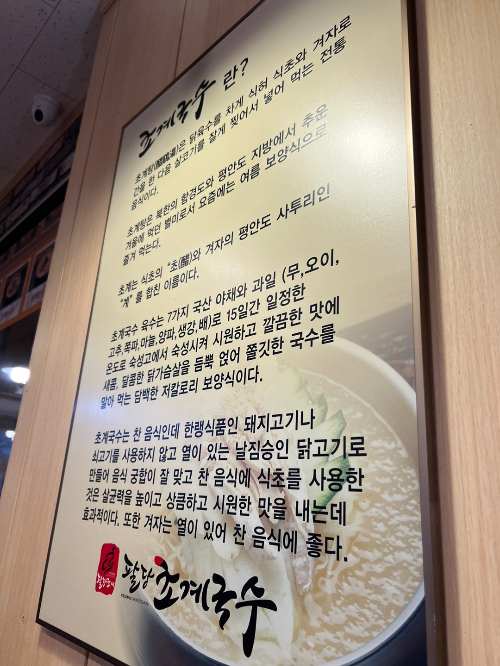 초계국수 란?
초계탕(醋鷄湯)은 닭육수를 차게 식혀 식초와 겨자로
간을 한 다음 살코기를 잘게 찢어서 넣어 먹는 전통
음식이다.
초계탕은 북한의 함경도와 평안도 지방에서 추운
겨울에 먹던 별미로서 요즘에는 여름 보양식으로
즐겨 먹는다.
초계는 식초의 "초(醋)와 겨자의 평안도 사투리인
"계"를 합친 이름이다.
초계국수 육수는 7가지 국산 야채와 과일 (무,오이,
고추,쪽파,마늘,양파,생강,배)로 15일간 일정한
온도로 숙성고에서 숙성시켜 시원하고 깔끔한 맛에
새콤, 달콤한 닭가슴살을 듬뿍 얹어 쫄깃한 국수를
말아 먹는 담백한 저칼로리 보양식이다.
초계국수는 찬 음식인데 한랭식품인 돼지고기나
쇠고기를 사용하지 않고 열이 있는 날짐승인 닭고기로
만들어 음식 궁합이 잘 맞고 찬 음식에 식초를 사용한
것은 살균력을 높이고 상큼하고 시원한 맛을 내는데
효과적이다. 또한 겨자는 열이 있어 찬 음식에 좋다.
팔당 초계국수